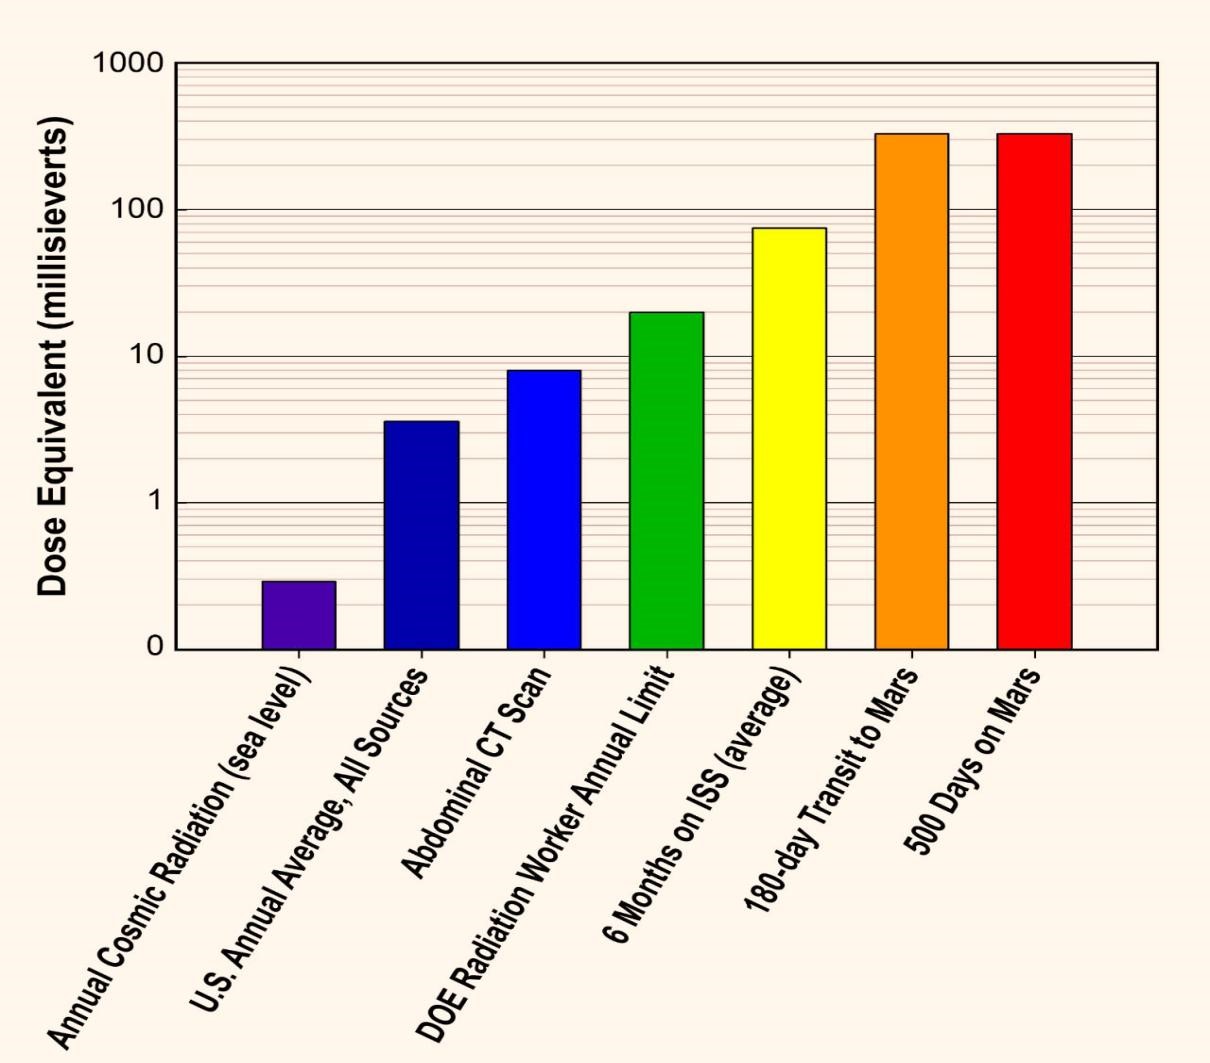 Dose Equivalent (millisieverts)
1000
100
10
1
0
Annual Cosmic Radiation (sea level)
U.S. Annual Average, All Sources
Abdominal CT Scan
DOE Radiation Worker Annual Limit
6 Months on ISS (average)
180-day Transit to Mars
500 Days on Mars